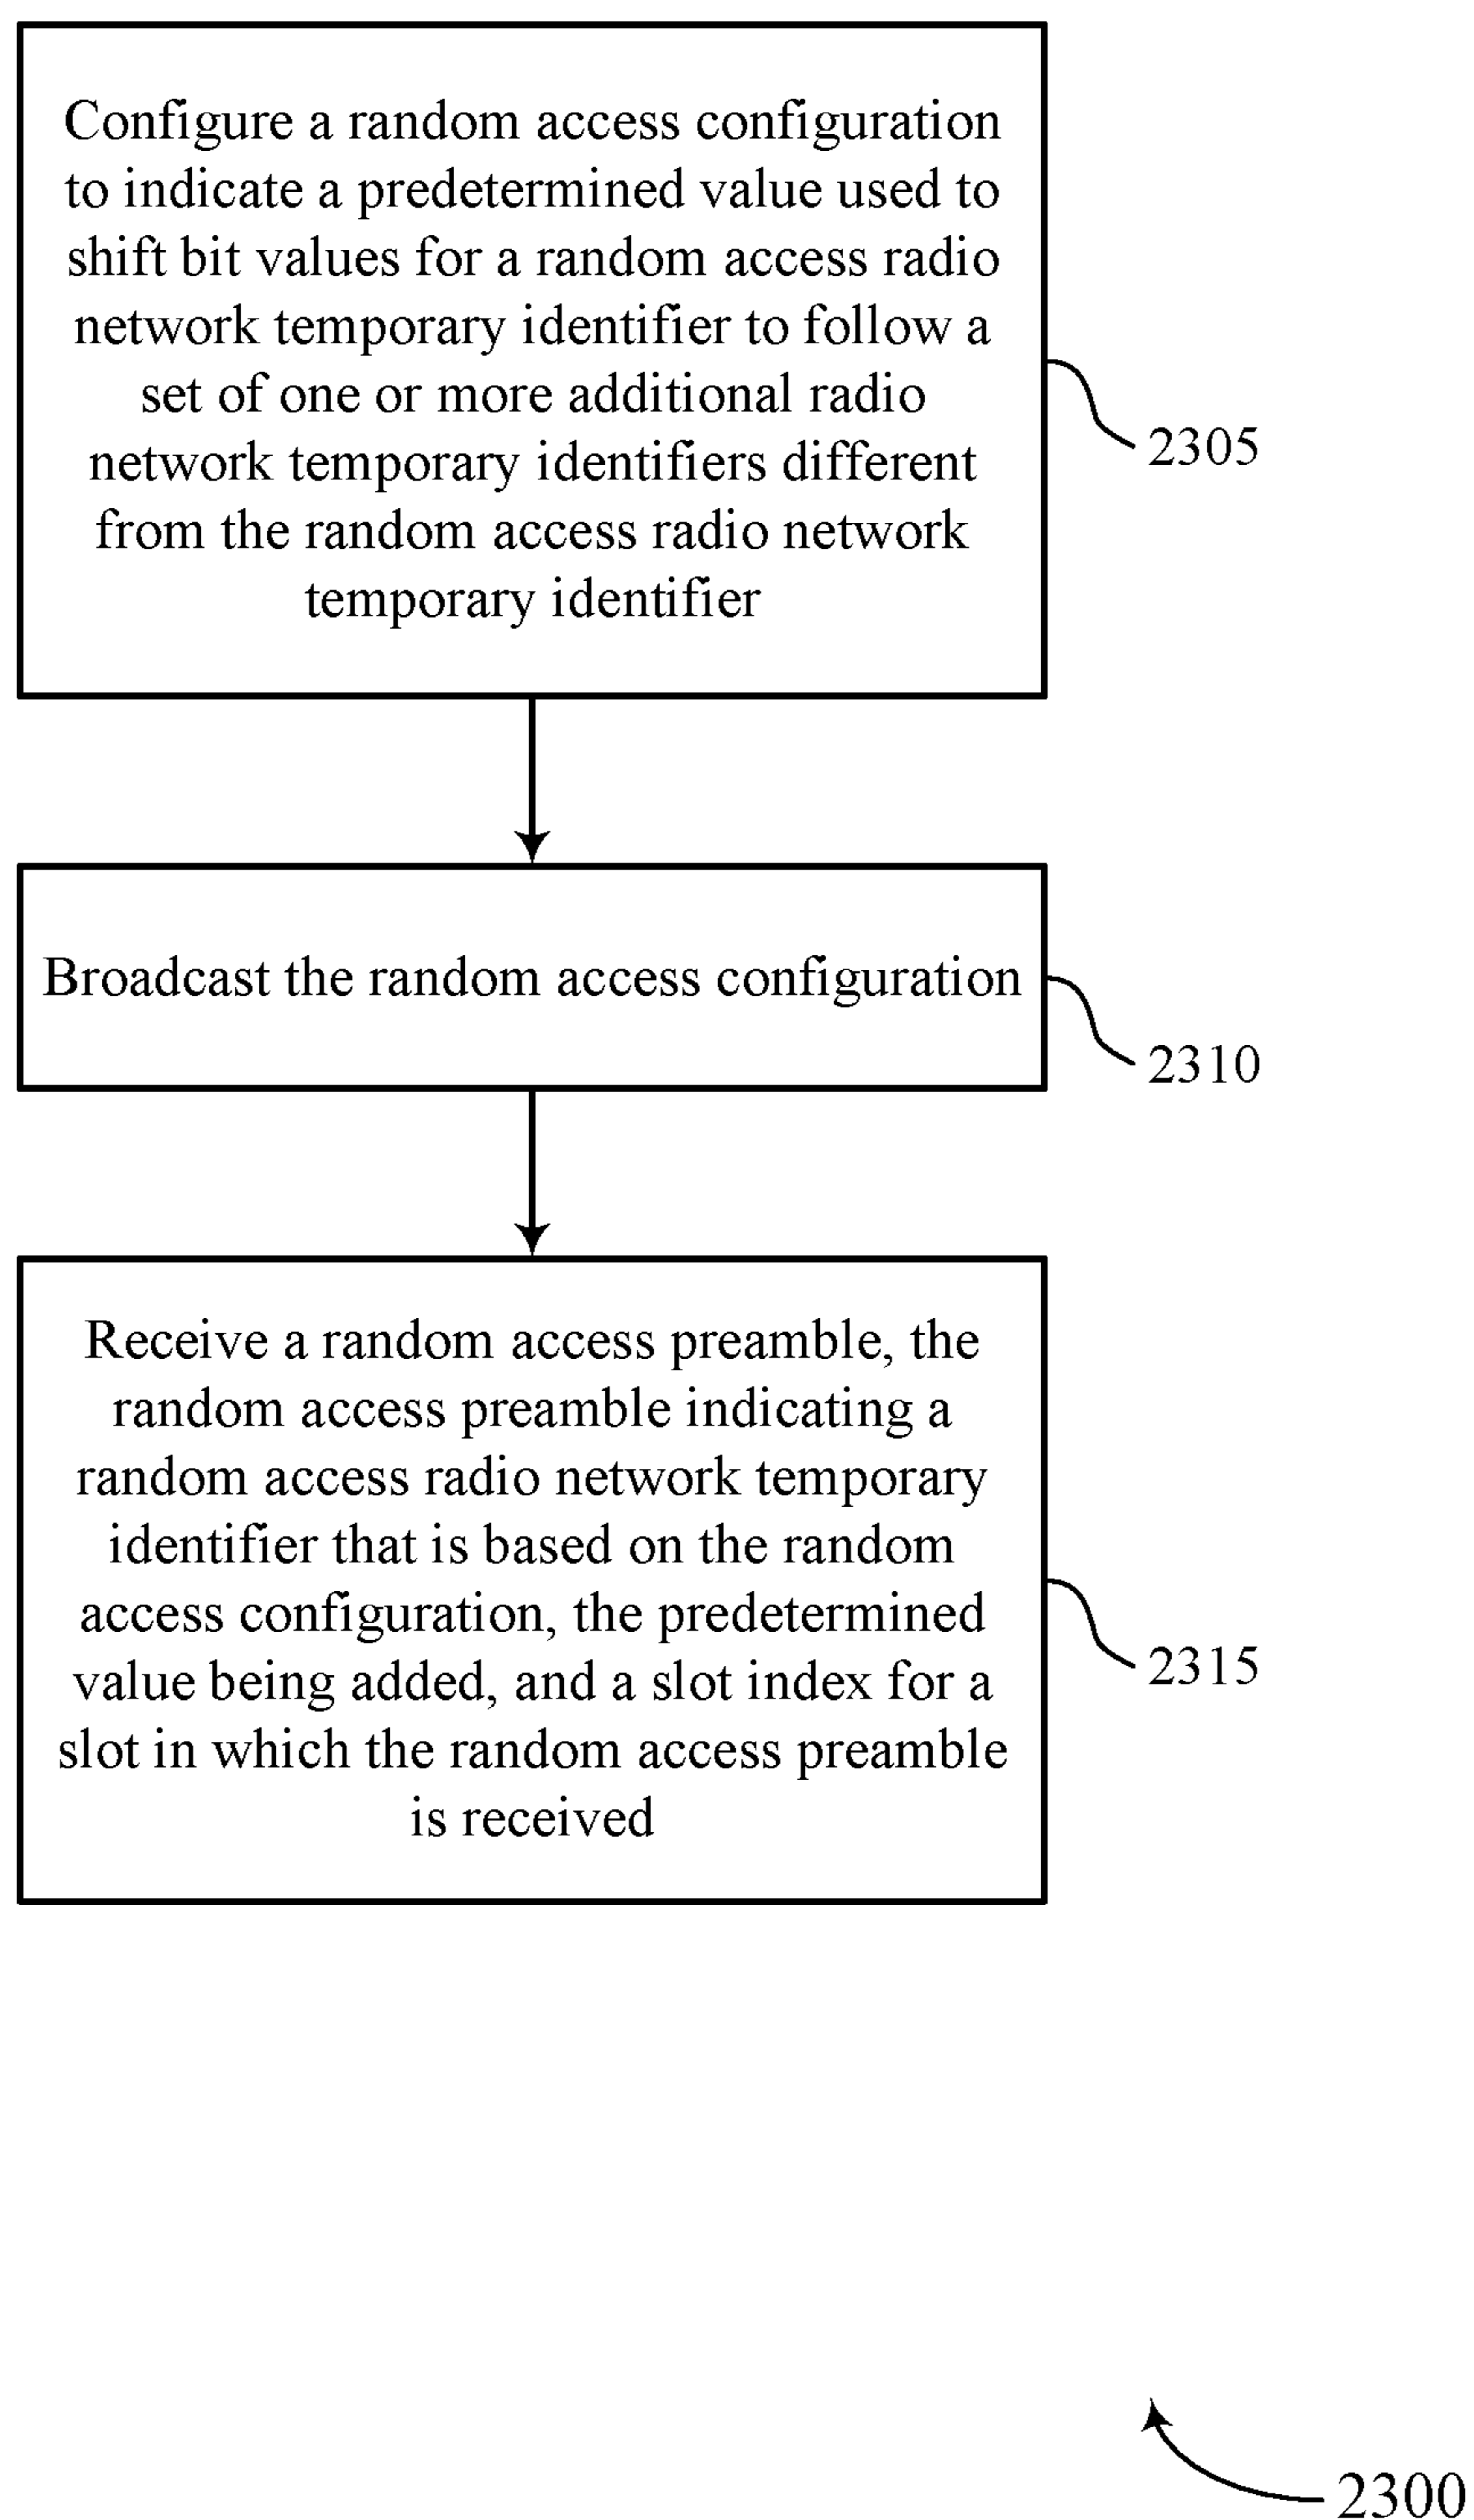 Configure a random access configuration
to indicate a predetermined value used to
shift bit values for a random access radio
network temporary identifier to follow a
set of one or more additional radio
network temporary identifiers different
from the random access radio network
temporary identifier
2305
Broadcast the random access configuration
2310
Receive a random access preamble, the
random access preamble indicating a
random access radio network temporary
identifier that is based on the random
access configuration, the predetermined
value being added, and a slot index for a
slot in which the random access preamble
is received
2315
2300